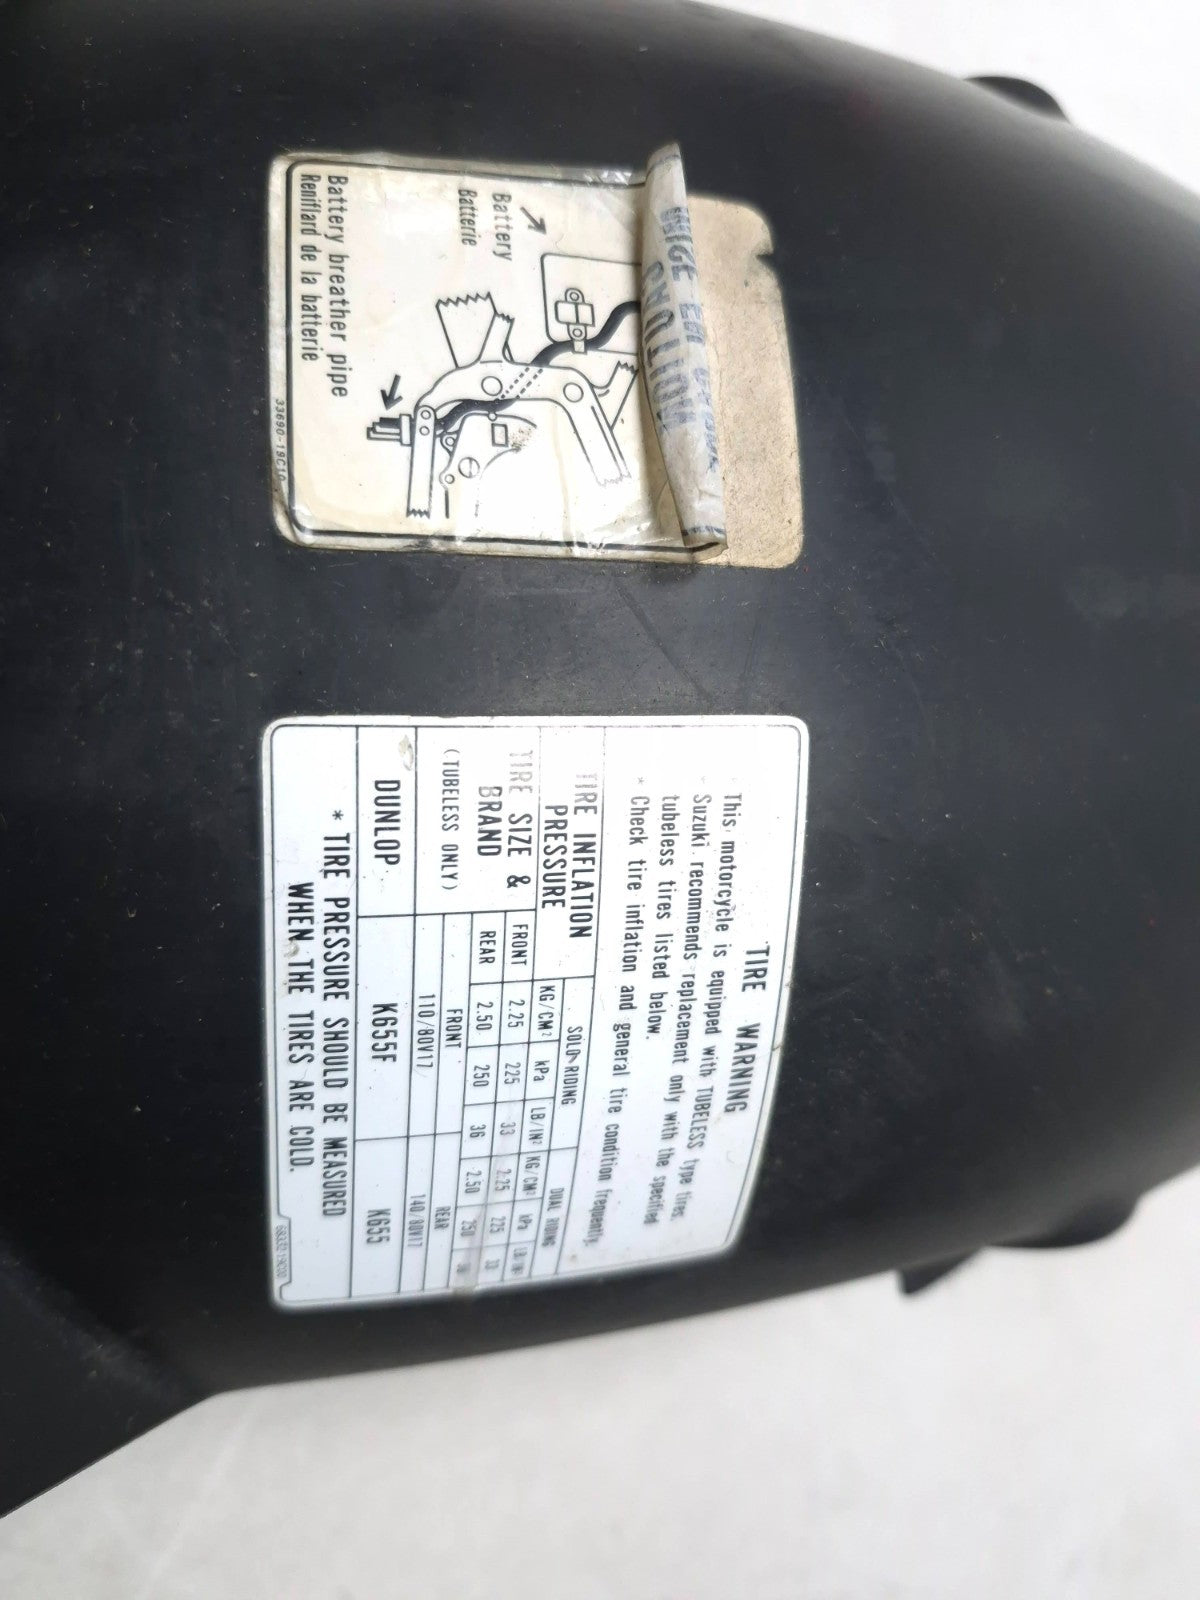 Battery
Batterie
Battery breather pipe
Reniflard de la batterie
33690-19C10
TIRE WARNING
This motorcycle is equipped with TUBELESS type tires.
* Suzuki recommends replacement only with the specified
tubeless tires listed below.
* Check tire inflation and general tire condition frequently.
TIRE INFLATION PRESSURE SOLO RIDING DUAL RIDING
KG/CM² kPa LB/IN² KG/CM² kPa LB/IN²
FRONT 2.25 225 33 2.25 225 33
REAR 2.50 250 36 2.50 250
TIRE SIZE & BRAND (TUBELESS ONLY) FRONT REAR
110/80V17 140/80V17
DUNLOP K655F K655
* TIRE PRESSURE SHOULD BE MEASURED
WHEN THE TIRES ARE COLD.